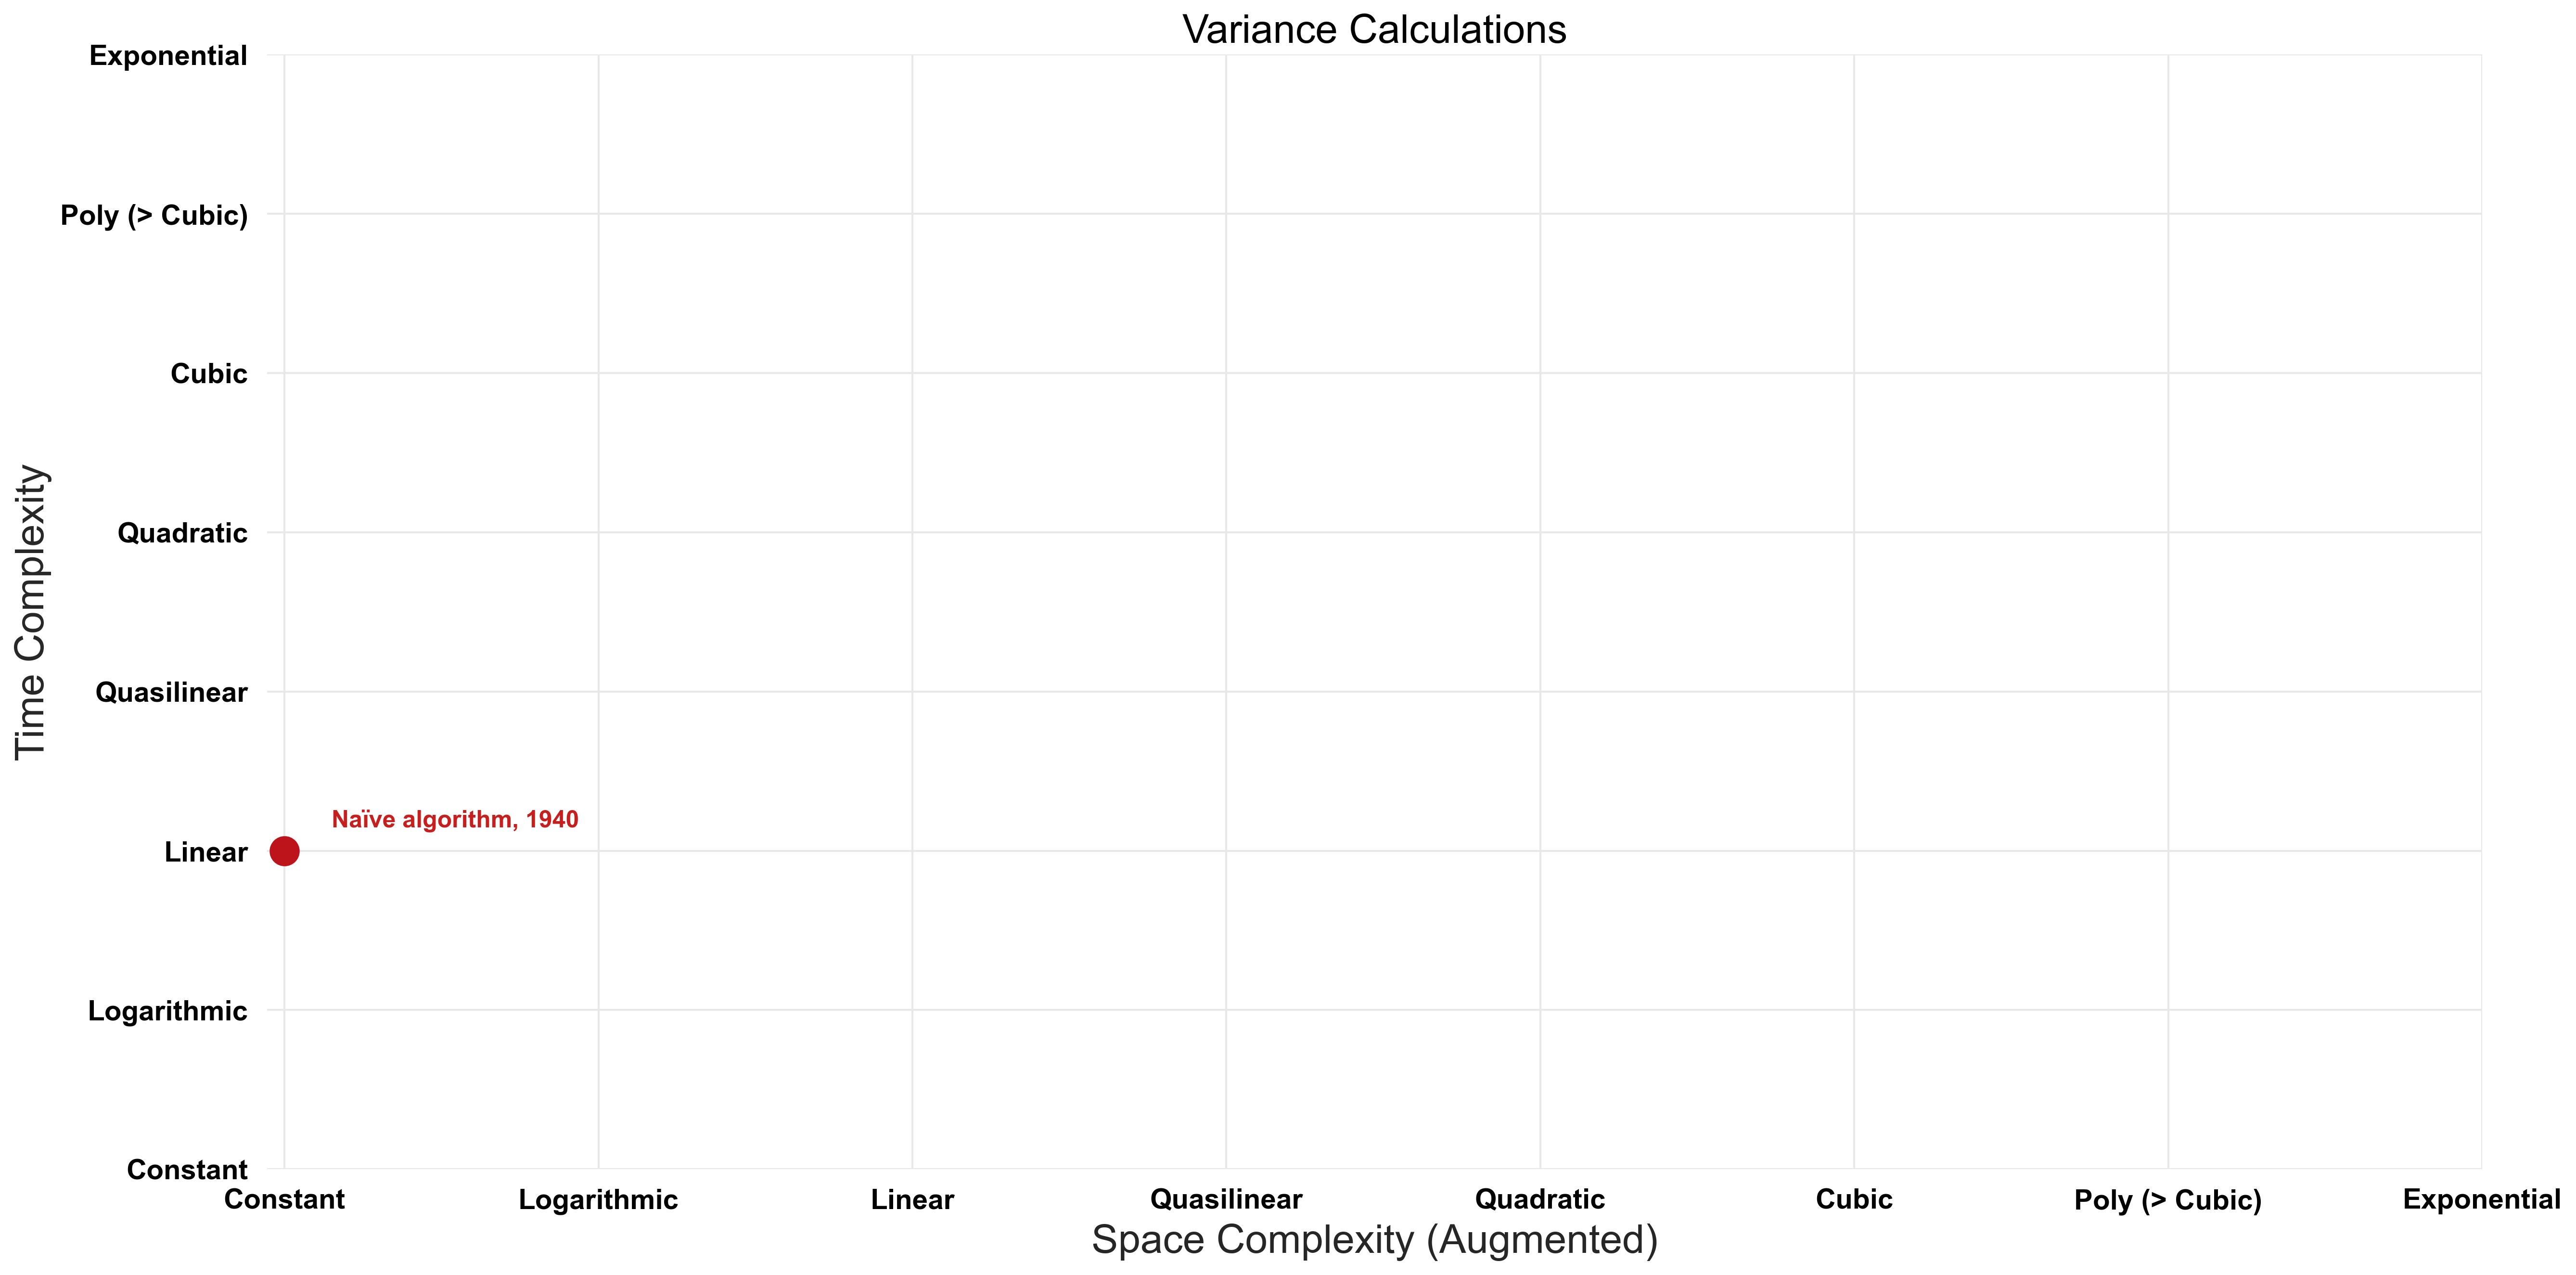 Variance Calculations
Exponential
Poly (> Cubic)
Cubic
Quadratic
Quasilinear
Linear
Logarithmic
Constant
Time Complexity
Naïve algorithm, 1940
Constant Logarithmic Linear Quasilinear Quadratic Cubic Poly (> Cubic) Exponential
Space Complexity (Augmented)